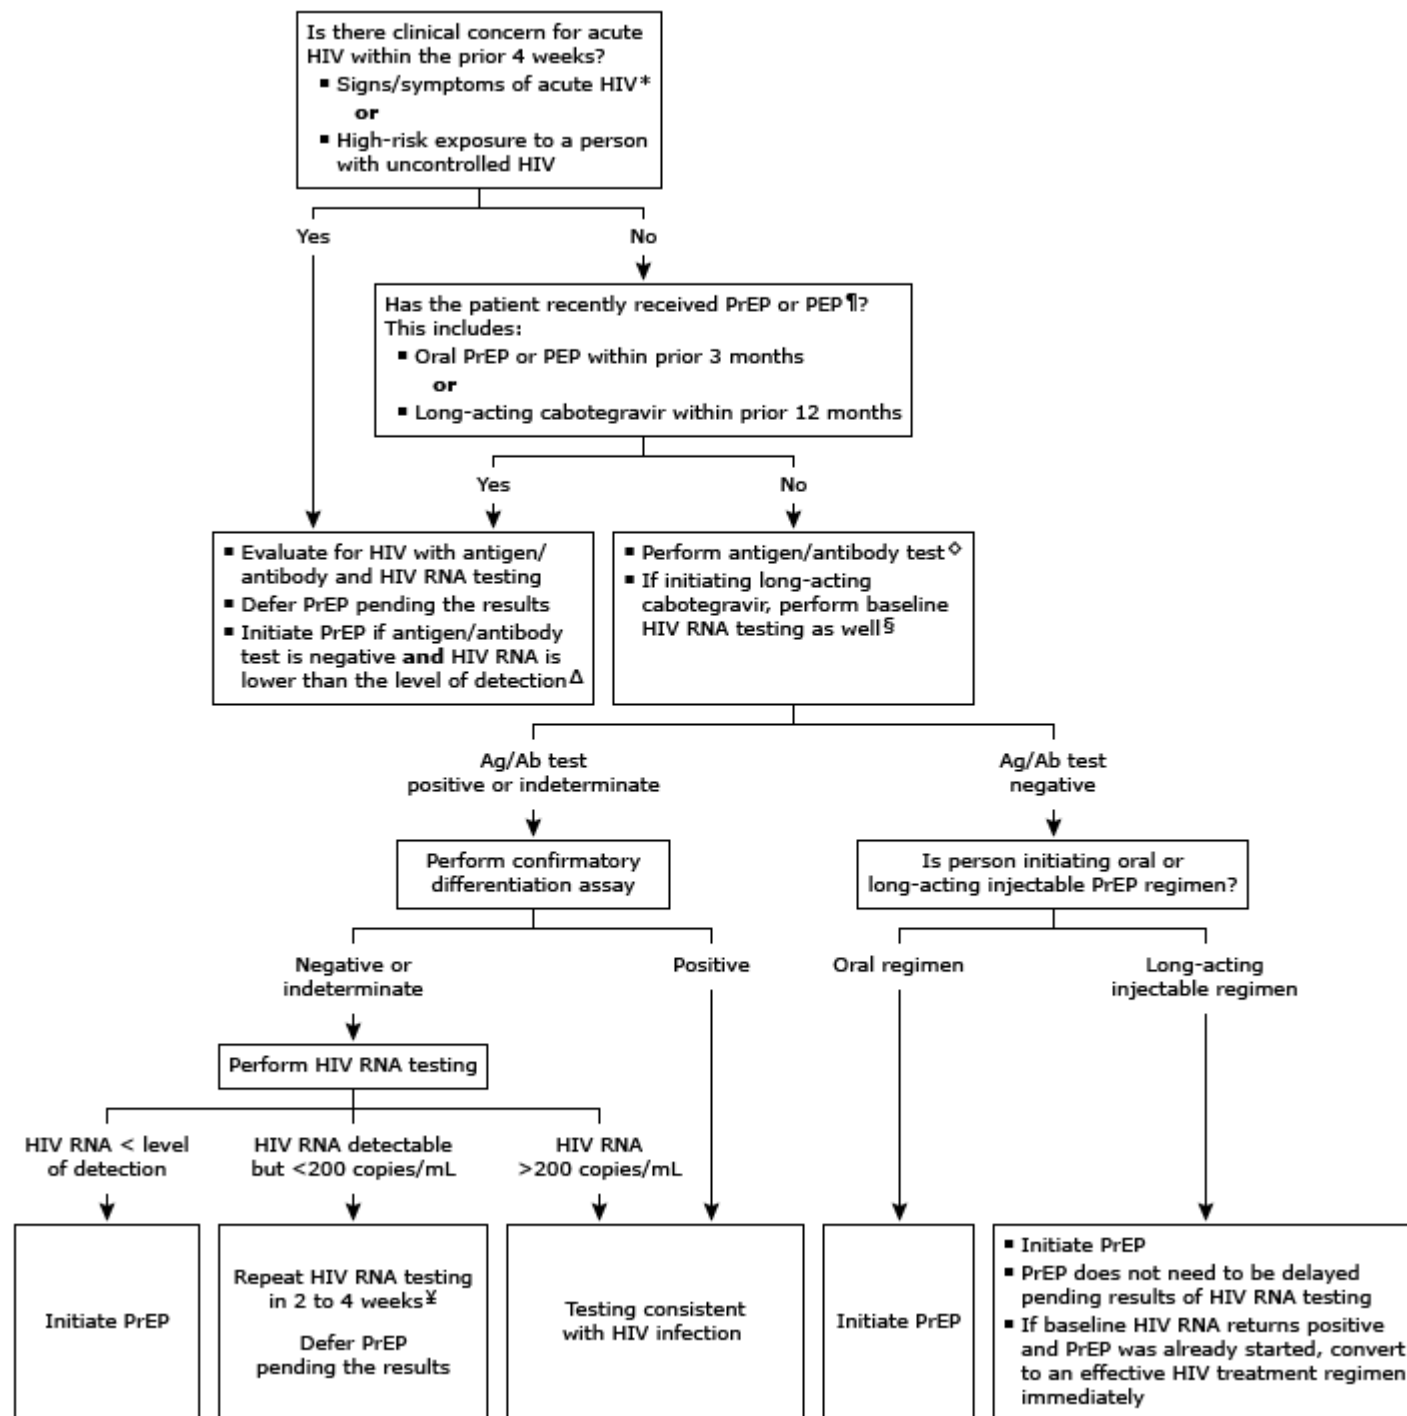 Is there clinical concern for acute
HIV within the prior 4 weeks?
▪ Signs/symptoms of acute HIV*
or
▪ High-risk exposure to a person
with uncontrolled HIV
Yes
No
Has the patient recently received PrEP or PEP¶?
This includes:
▪ Oral PrEP or PEP within prior 3 months
or
▪ Long-acting cabotegravir within prior 12 months
Yes
No
▪ Evaluate for HIV with antigen/
antibody and HIV RNA testing
▪ Defer PrEP pending the results
▪ Initiate PrEP if antigen/antibody
test is negative and HIV RNA is
lower than the level of detectionΔ
▪ Perform antigen/antibody test◇
▪ If initiating long-acting
cabotegravir, perform baseline
HIV RNA testing as well§
Ag/Ab test
positive or indeterminate
Ag/Ab test
negative
Perform confirmatory
differentiation assay
Is person initiating oral or
long-acting injectable PrEP regimen?
Negative or
indeterminate
Positive
Oral regimen
Long-acting
injectable regimen
Perform HIV RNA testing
HIV RNA < level
of detection
HIV RNA detectable
but <200 copies/mL
HIV RNA
>200 copies/mL
Initiate PrEP
Repeat HIV RNA testing
in 2 to 4 weeks¥
Defer PrEP
pending the results
Testing consistent
with HIV infection
Initiate PrEP
▪ Initiate PrEP
▪ PrEP does not need to be delayed
pending results of HIV RNA testing
▪ If baseline HIV RNA returns positive
and PrEP was already started, convert
to an effective HIV treatment regimen
immediately